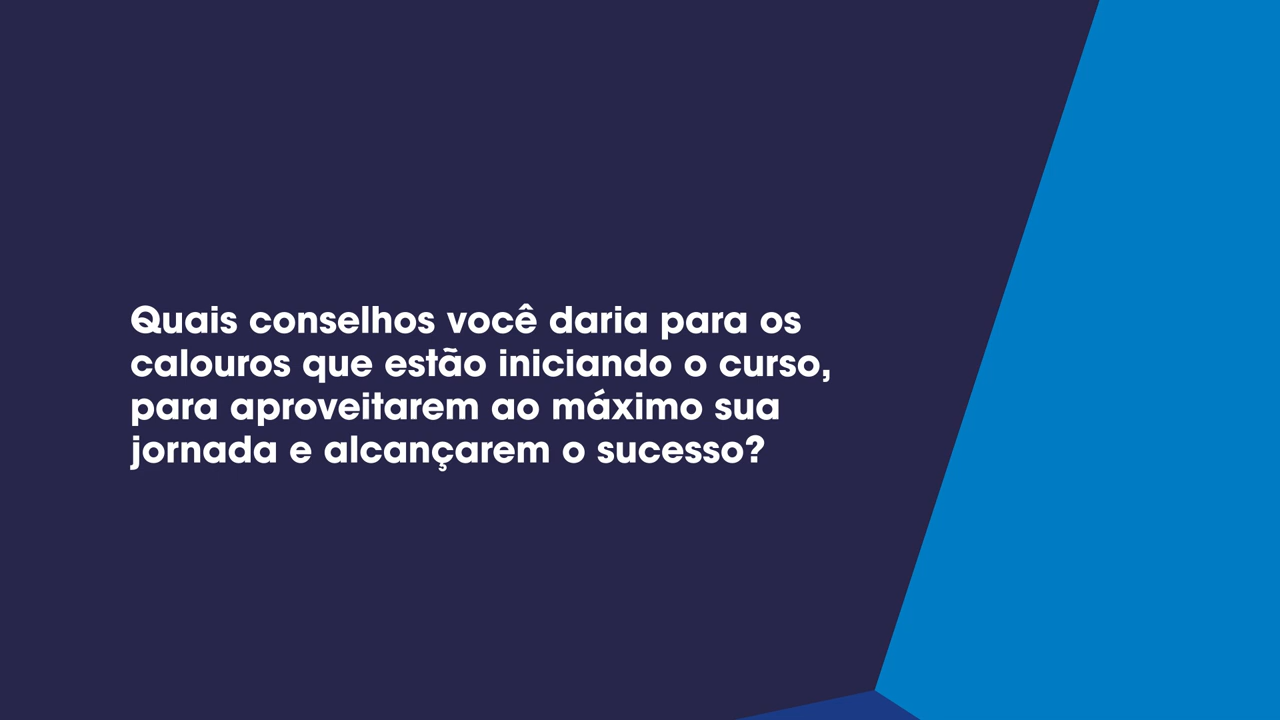 Quais conselhos você daria para os
calouros que estão iniciando o curso,
para aproveitarem ao máximo sua
jornada e alcançarem o sucesso?